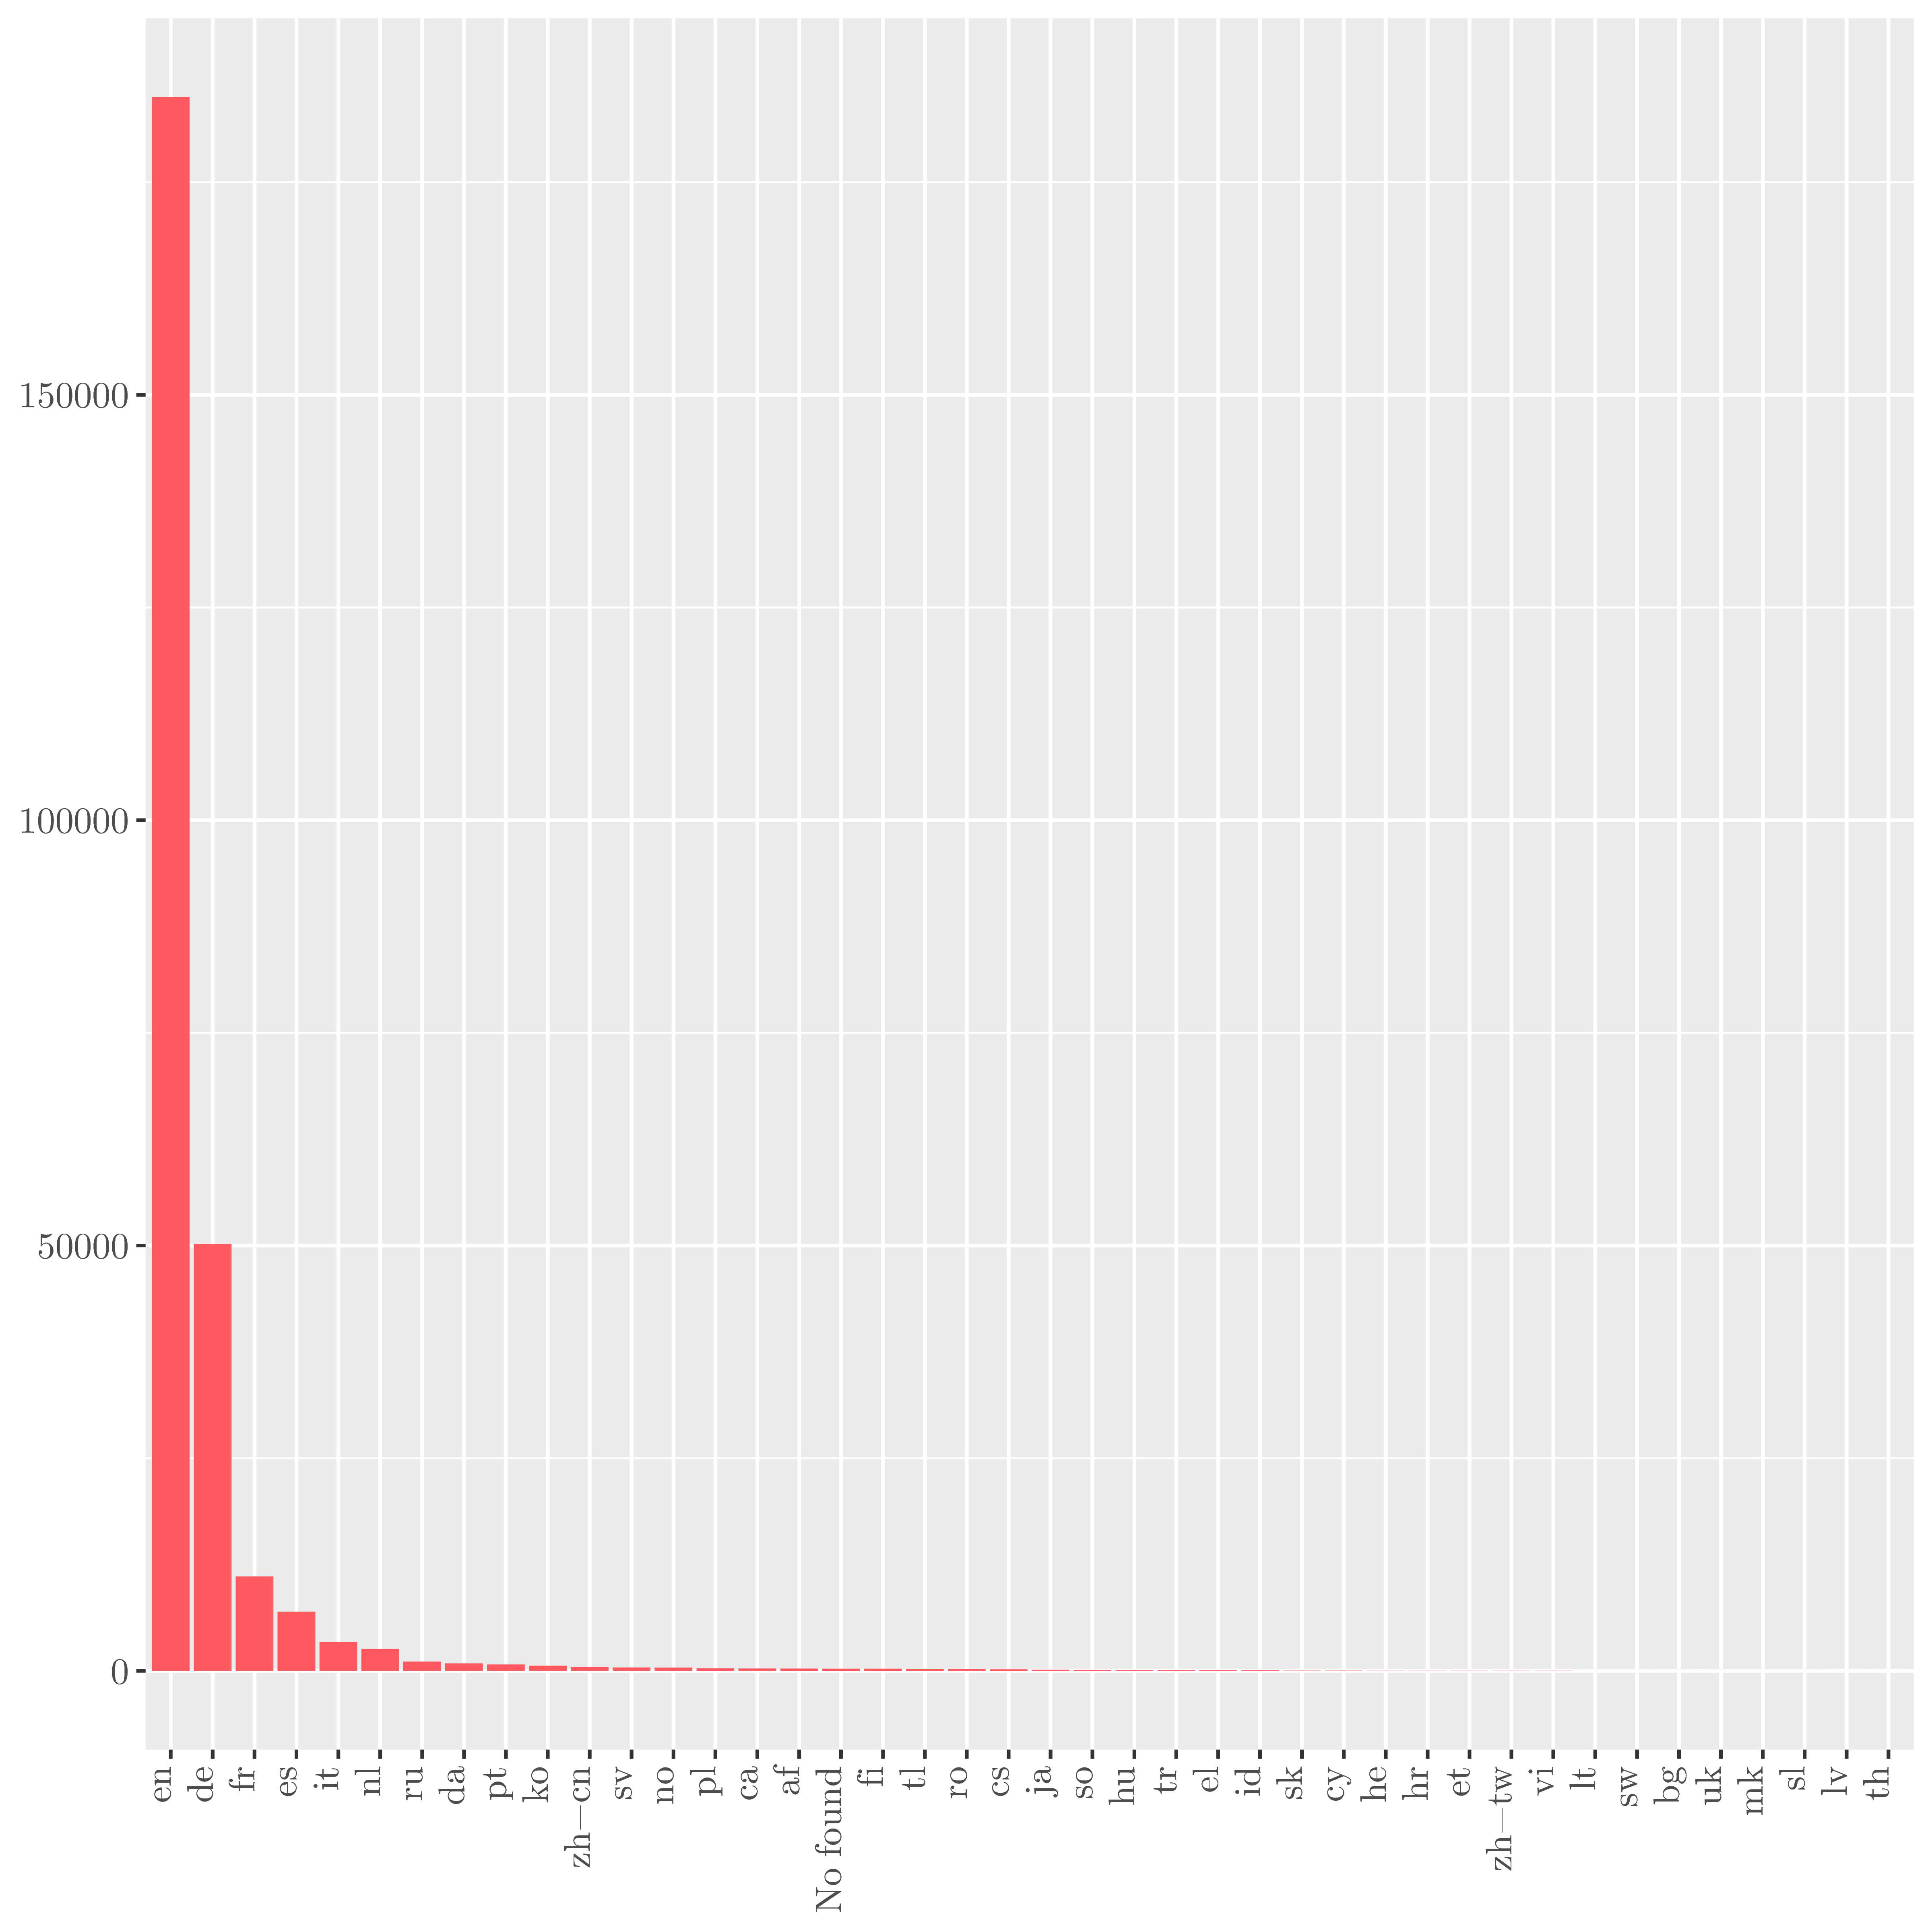 150000
100000
50000
0
en
de
fr
es
it
nl
ru
da
pt
ko
zh−cn
sv
no
pl
ca
af
No found
fi
tl
ro
cs
ja
so
hu
tr
el
id
sk
cy
he
hr
et
zh−tw
vi
lt
sw
bg
uk
mk
sl
lv
th